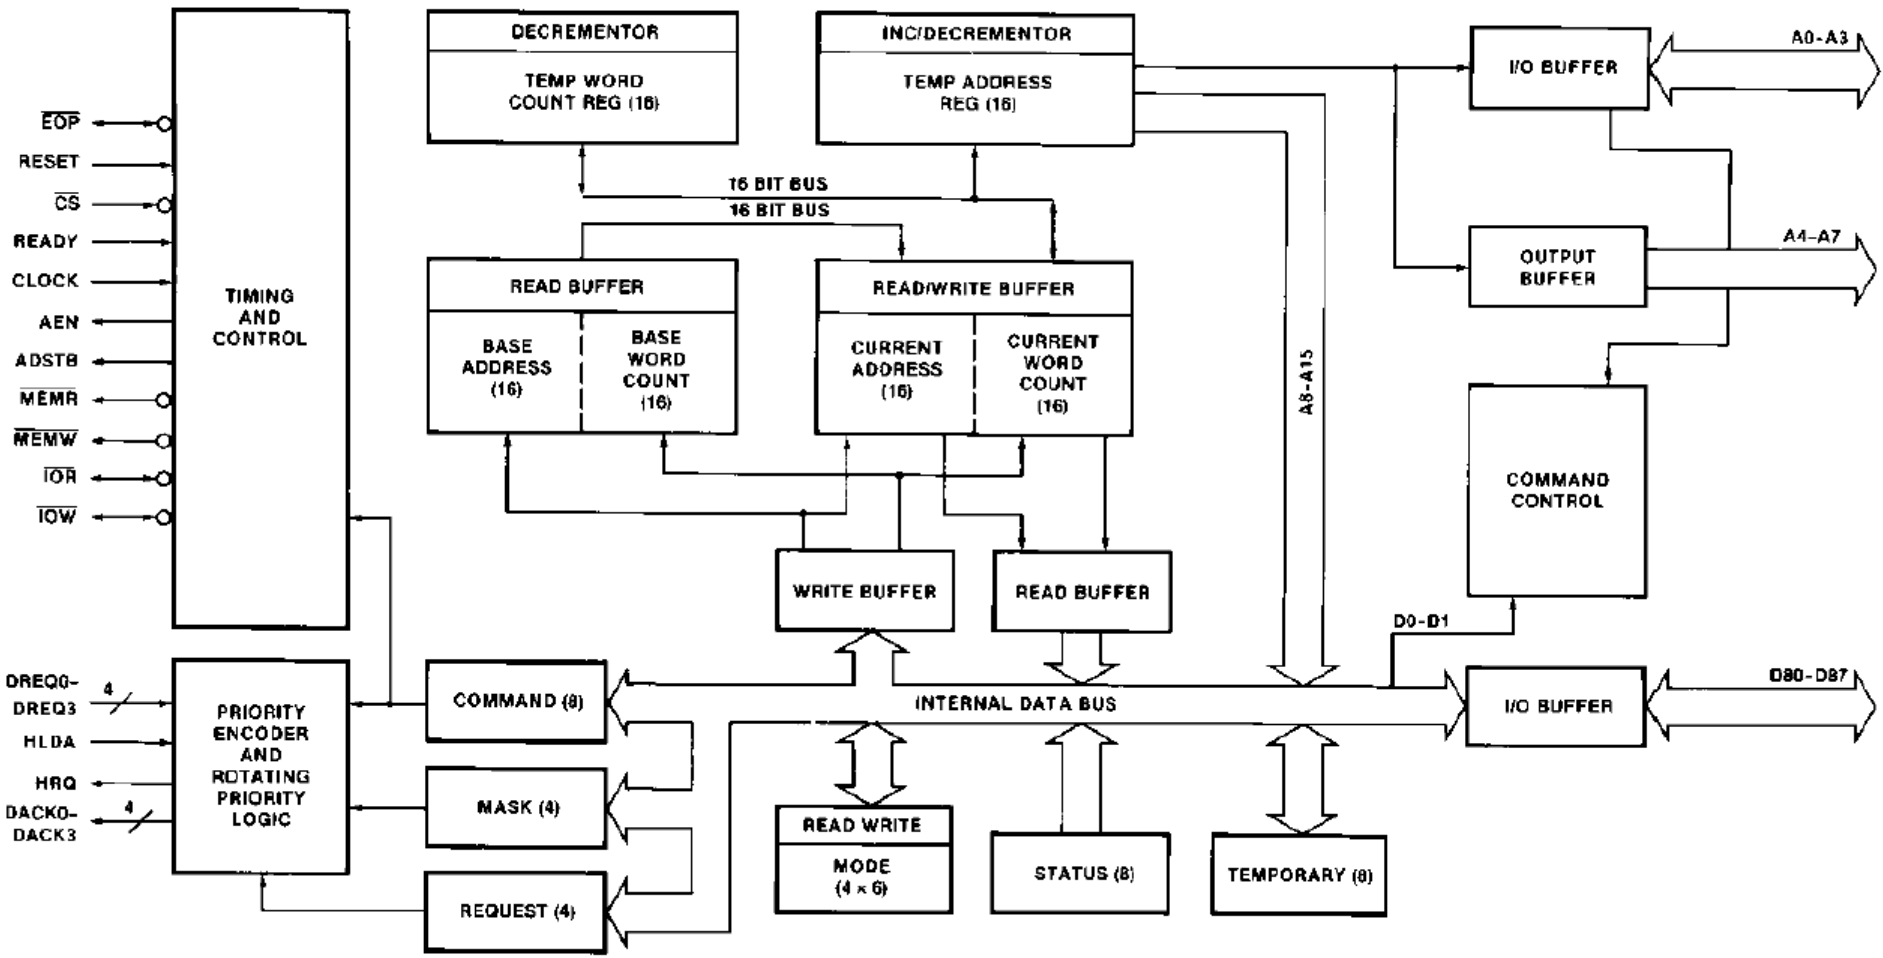 EOP
RESET
CS
READY
CLOCK
AEN
ADSTB
MEMR
MEMW
IOR
IOW
TIMING
AND
CONTROL
DECREMENTOR
TEMP WORD
COUNT REG (16)
INC/DECREMENTOR
TEMP ADDRESS
REG (16)
16 BIT BUS
16 BIT BUS
READ BUFFER
BASE
ADDRESS
(16)
BASE
WORD
COUNT
(16)
READ/WRITE BUFFER
CURRENT
ADDRESS
(16)
CURRENT
WORD
COUNT
(16)
A8-A15
I/O BUFFER
A0-A3
OUTPUT
BUFFER
A4-A7
COMMAND
CONTROL
WRITE BUFFER
READ BUFFER
D0-D1
DREQ0-
DREQ3
4
HLDA
HRQ
DACK0-
DACK3
4
PRIORITY
ENCODER
AND
ROTATING
PRIORITY
LOGIC
COMMAND (8)
MASK (4)
REQUEST (4)
INTERNAL DATA BUS
READ WRITE
MODE
(4 × 6)
STATUS (8)
TEMPORARY (8)
I/O BUFFER
D80-D87